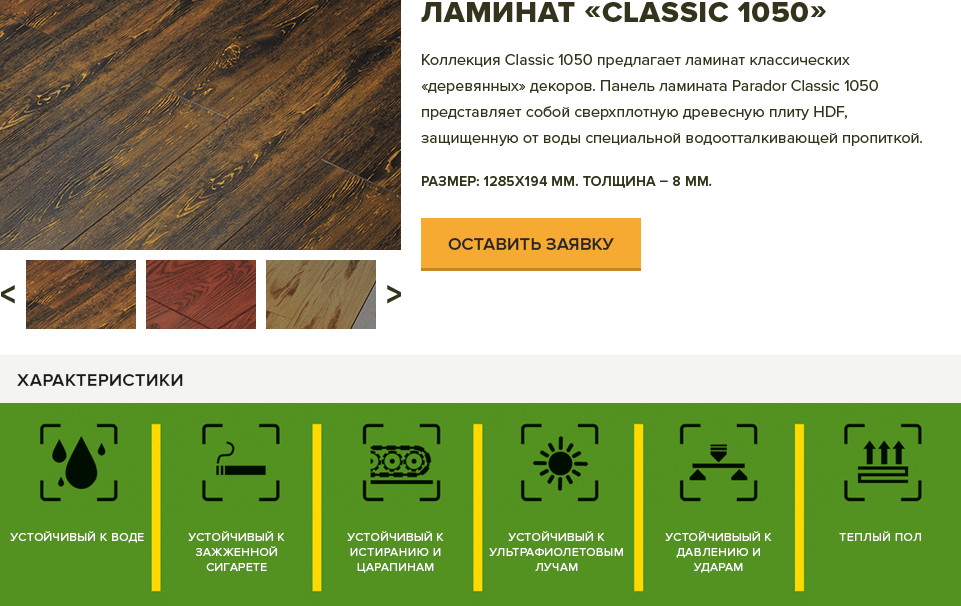 ЛАМИНАТ «CLASSIC 1050»
Коллекция Classic 1050 предлагает ламинат классических
«деревянных» декоров. Панель ламината Parador Classic 1050
представляет собой сверхплотную древесную плиту HDF,
защищенную от воды специальной водоотталкивающей пропиткой.
РАЗМЕР: 1285X194 ММ. ТОЛЩИНА – 8 ММ.
ОСТАВИТЬ ЗАЯВКУ
< >
ХАРАКТЕРИСТИКИ
УСТОЙЧИВЫЙ К ВОДЕ
УСТОЙЧИВЫЙ К
ЗАЖЖЕННОЙ
СИГАРЕТЕ
УСТОЙЧИВЫЙ К
ИСТИРАНИЮ И
ЦАРАПИНАМ
УСТОЙЧИВЫЙ К
УЛЬТРАФИОЛЕТОВЫМ
ЛУЧАМ
УСТОЙЧИВЫЫЙ К
ДАВЛЕНИЮ И
УДАРАМ
ТЕПЛЫЙ ПОЛ